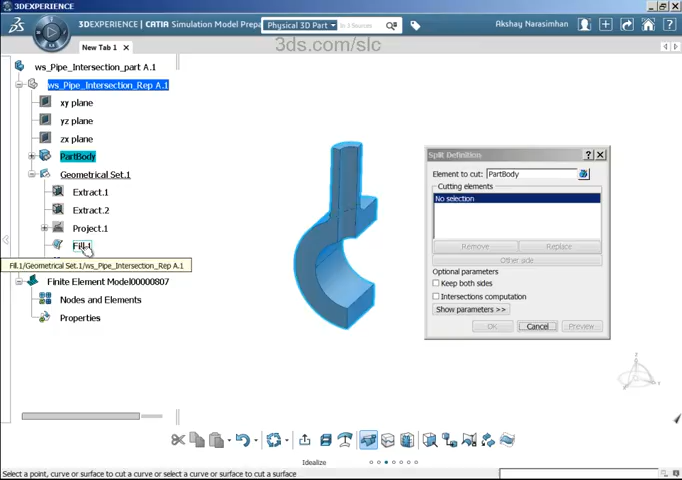 3DEXPERIENCE
3DEXPERIENCE | CATIA Simulation Model Prepa
Physical 3D Part
In 3 Sources
Akshay Narasimhan
3ds.com/slc
New Tab 1
ws_Pipe_Intersection_part A.1
ws_Pipe_Intersection_Rep A.1
xy plane
yz plane
zx plane
PartBody
Geometrical Set.1
Extract.1
Extract.2
Project.1
Fill.1
Fill.1/Geometrical Set.1/ws_Pipe_Intersection_Rep A.1
Finite Element Model00000807
Nodes and Elements
Properties
Split Definition
Element to cut: PartBody
Cutting elements
No selection
Remove
Replace
Other side
Optional parameters
Keep both sides
Intersections computation
Show parameters >>
OK
Cancel
Preview
Idealize
Select a point, curve or surface to cut a curve or select a curve or surface to cut a surface